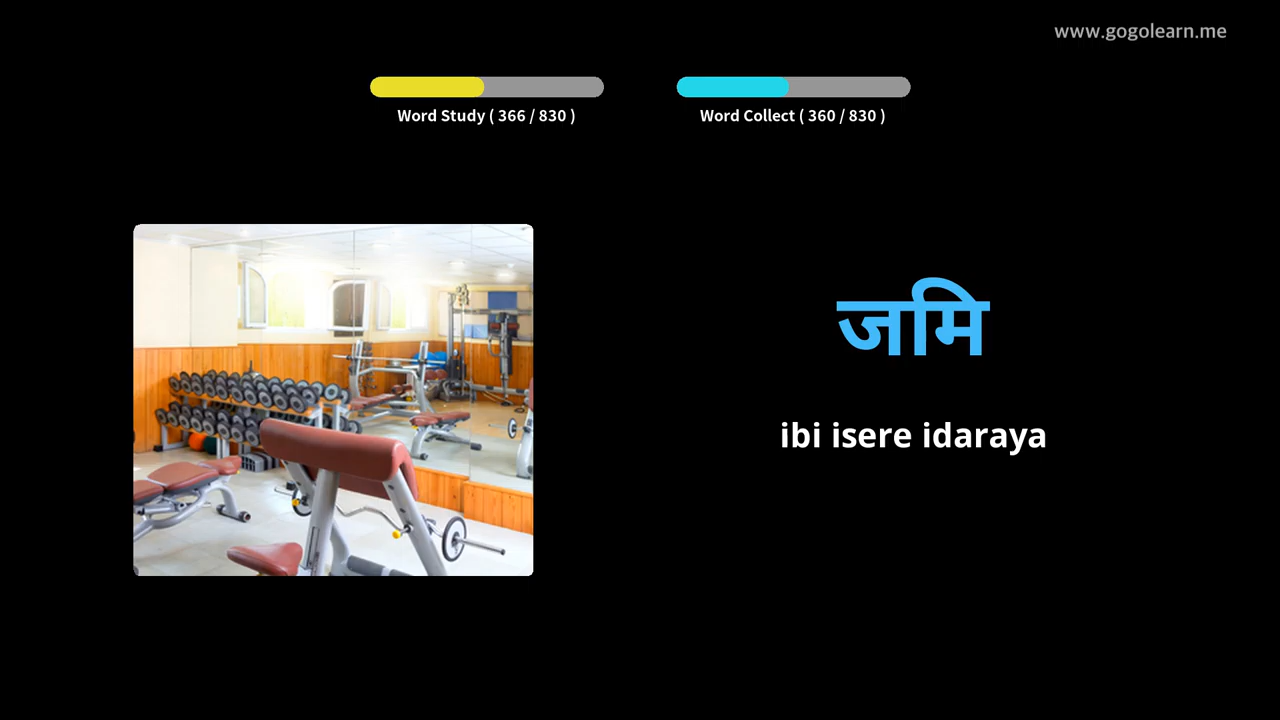 www.gogolearn.me
Word Study ( 366 / 830 )
Word Collect ( 360 / 830 )
जमि
ibi isere idaraya